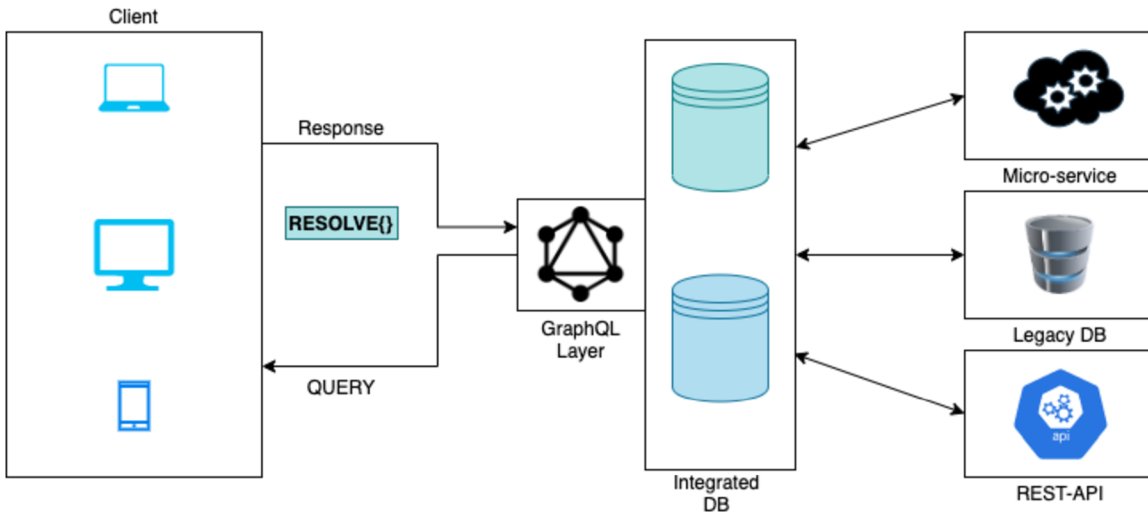 Client
Response
RESOLVE{}
QUERY
GraphQL
Layer
Integrated
DB
Micro-service
Legacy DB
api
REST-API